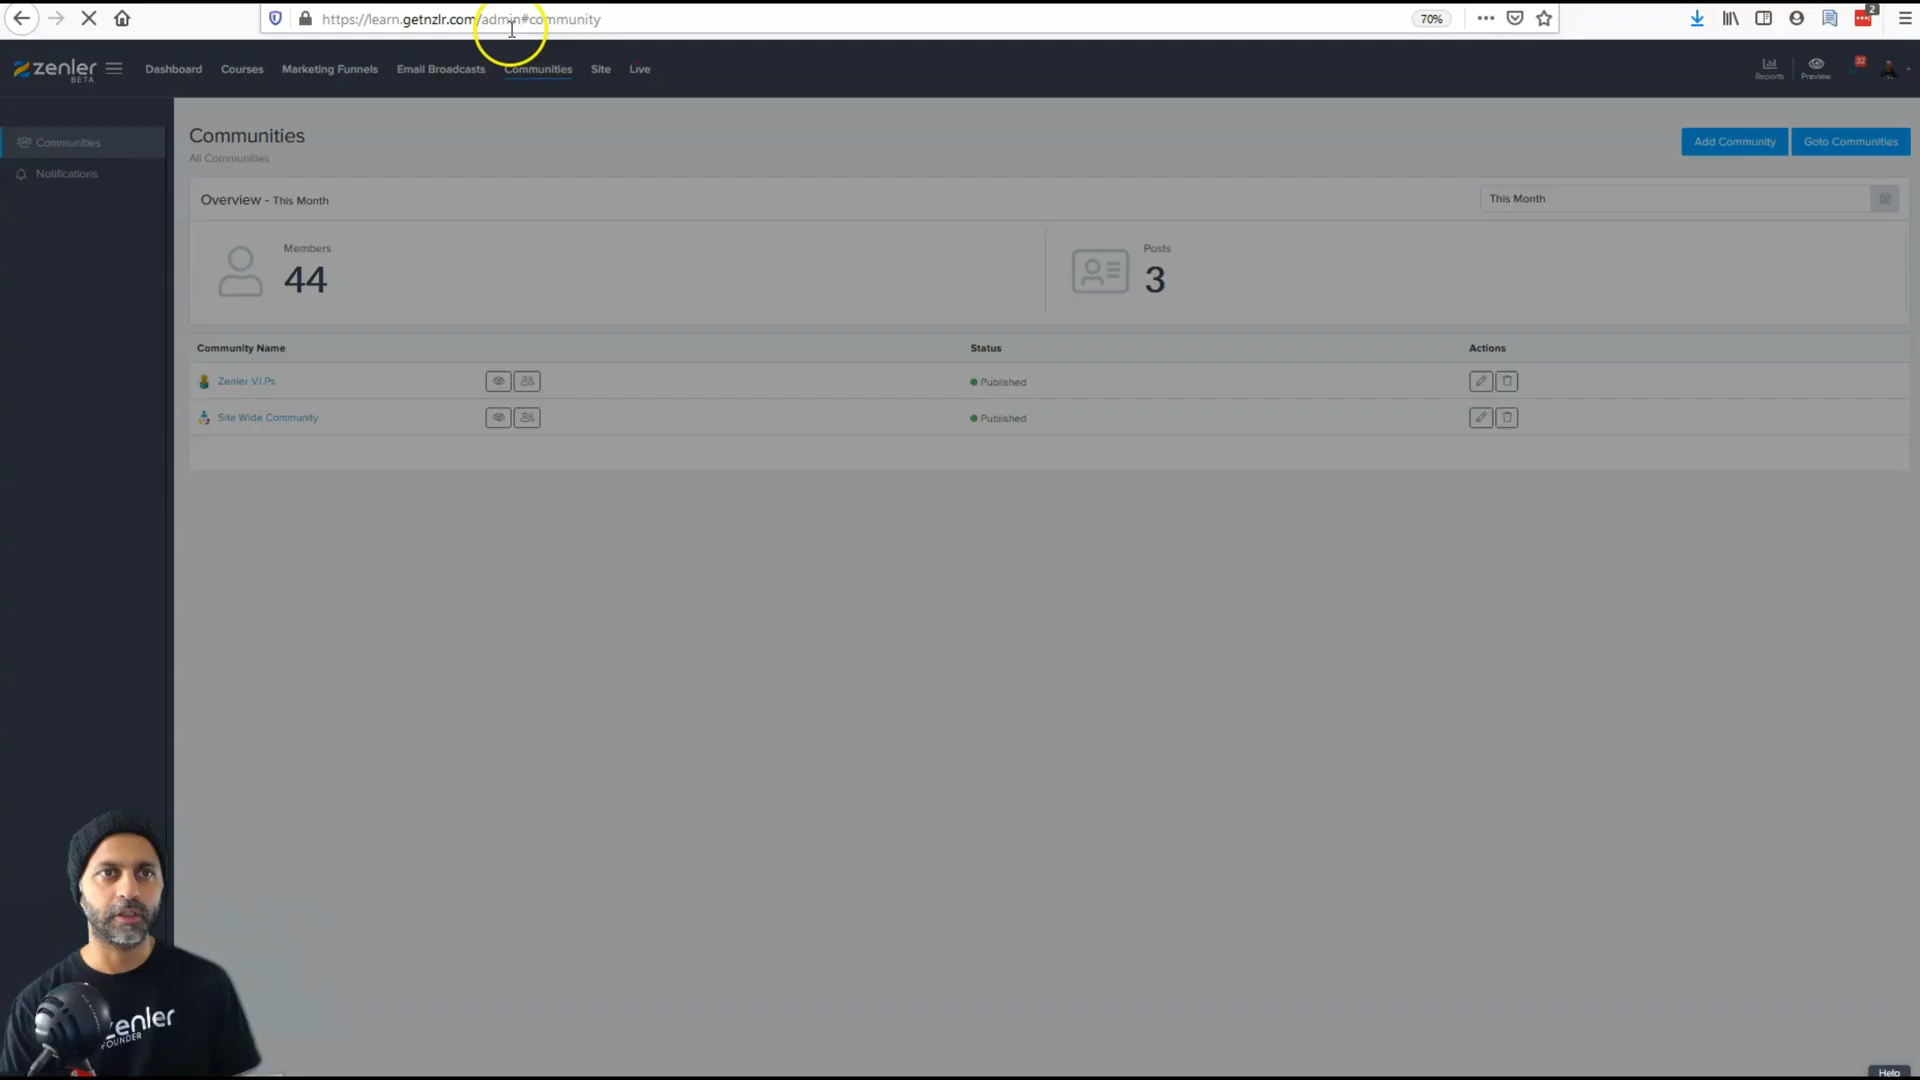 https://learn.getnzlr.com/admin#community
70%
2
zenler
BETA
Dashboard
Courses
Marketing Funnels
Email Broadcasts
Communities
Site
Live
Reports
Preview
32
Communities
Notifications
Communities
All Communities
Add Community
Goto Communities
Overview - This Month
This Month
Members
44
Posts
3
Community Name
Status
Actions
Zenler V.I.Ps
Published
Site Wide Community
Published
zenler
FOUNDER
Help